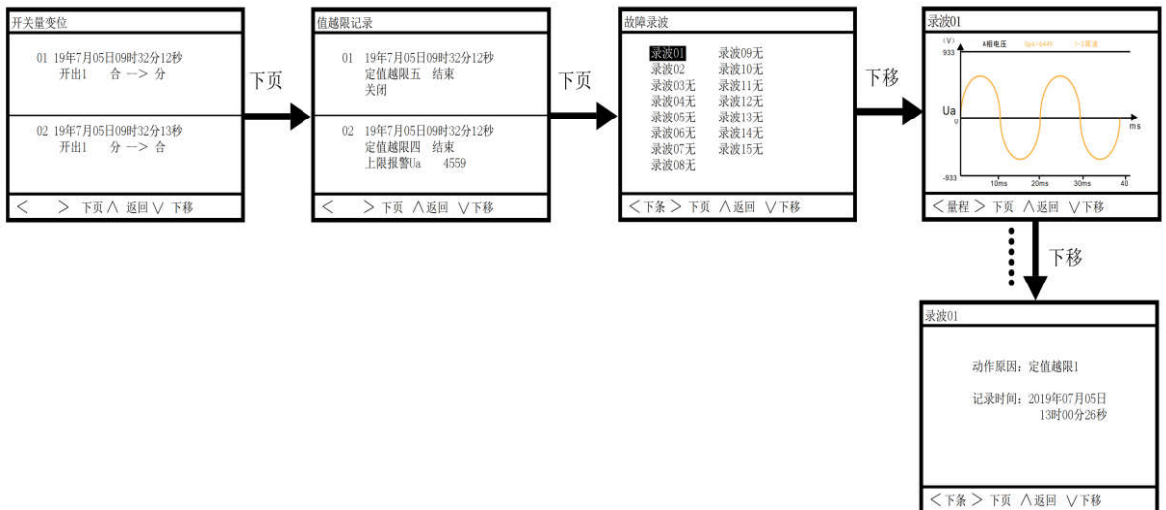 开关量变位
01 19年7月05日09时32分12秒
开出1 合 --> 分
02 19年7月05日09时32分13秒
开出1 分 --> 合
< > 下页 ∧ 返回 ∨ 下移
下页
值越限记录
01 19年7月05日09时32分12秒
定值越限五 结束
关闭
02 19年7月05日09时32分12秒
定值越限四 结束
上限报警Ua 4559
< > 下页 ∧返回 ∨下移
下页
故障录波
录波01 录波09无
录波02 录波10无
录波03无 录波11无
录波04无 录波12无
录波05无 录波13无
录波06无 录波14无
录波07无 录波15无
录波08无
<下条 > 下页 ∧返回 ∨下移
下移
录波01
(V)
933
A相电压
Ua
0
ms
-933
10ms 20ms 30ms 40
<量程 > 下页 ∧返回 ∨下移
下移
录波01
动作原因：定值越限1
记录时间：2019年07月05日
13时00分26秒
<下条 > 下页 ∧返回 ∨下移